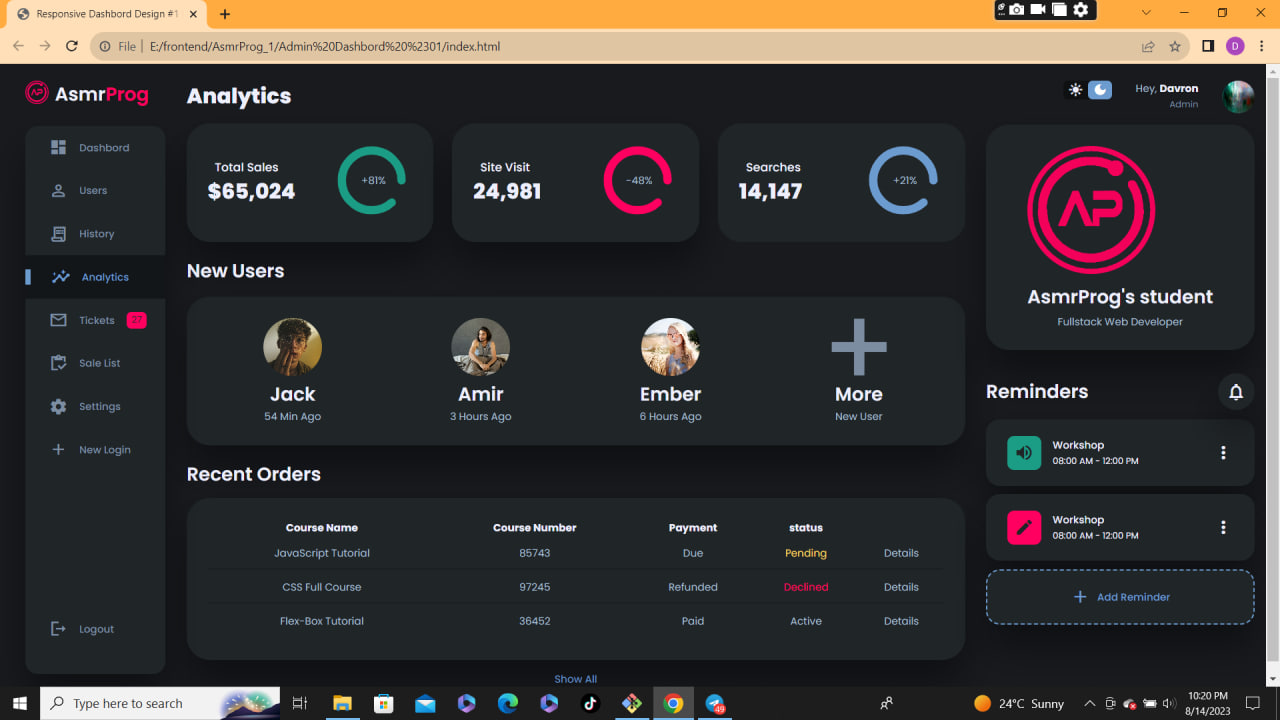 Responsive Dashbord Design #1
File E:/frontend/AsmrProg_1/Admin%20Dashbord%20%2301/index.html
D
AP AsmrProg
Analytics
Hey, Davron
Admin
Dashbord
Users
History
Analytics
Tickets 27
Sale List
Settings
New Login
Logout
Total Sales
$65,024
+81%
Site Visit
24,981
-48%
Searches
14,147
+21%
New Users
Jack
54 Min Ago
Amir
3 Hours Ago
Ember
6 Hours Ago
More
New User
Recent Orders
Course Name Course Number Payment status
JavaScript Tutorial 85743 Due Pending Details
CSS Full Course 97245 Refunded Declined Details
Flex-Box Tutorial 36452 Paid Active Details
Show All
AP
AsmrProg's student
Fullstack Web Developer
Reminders
Workshop
08:00 AM - 12:00 PM
Workshop
08:00 AM - 12:00 PM
Add Reminder
Type here to search
49
24°C Sunny
10:20 PM
8/14/2023